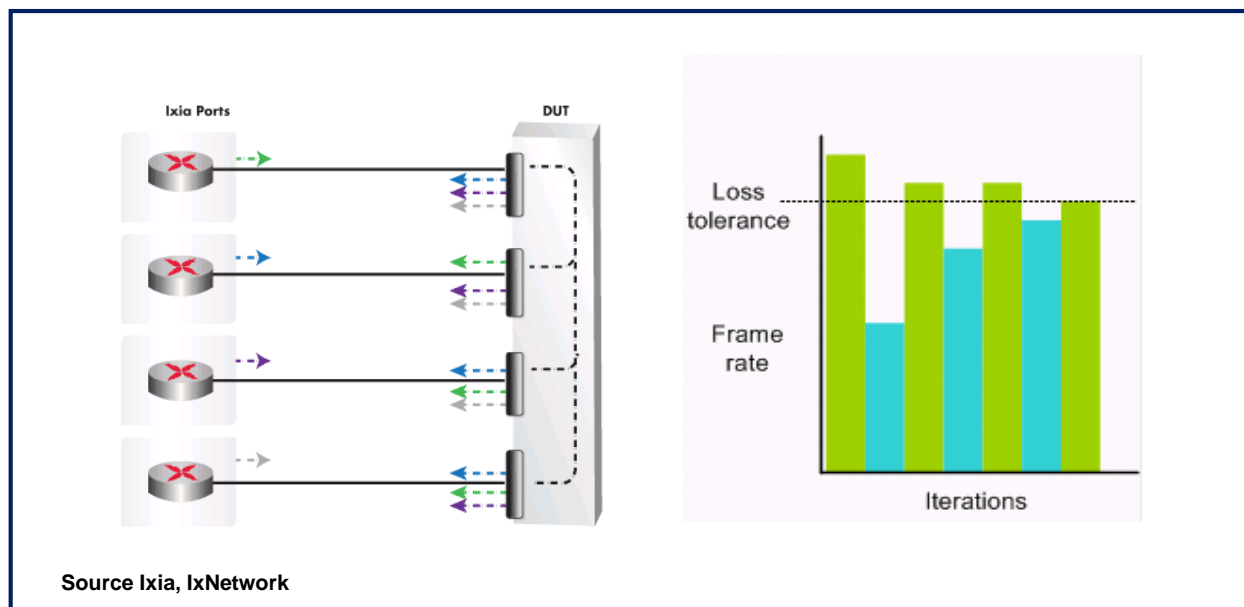 Ixia Ports
DUT
Loss
tolerance
Frame
rate
Iterations
Source Ixia, IxNetwork